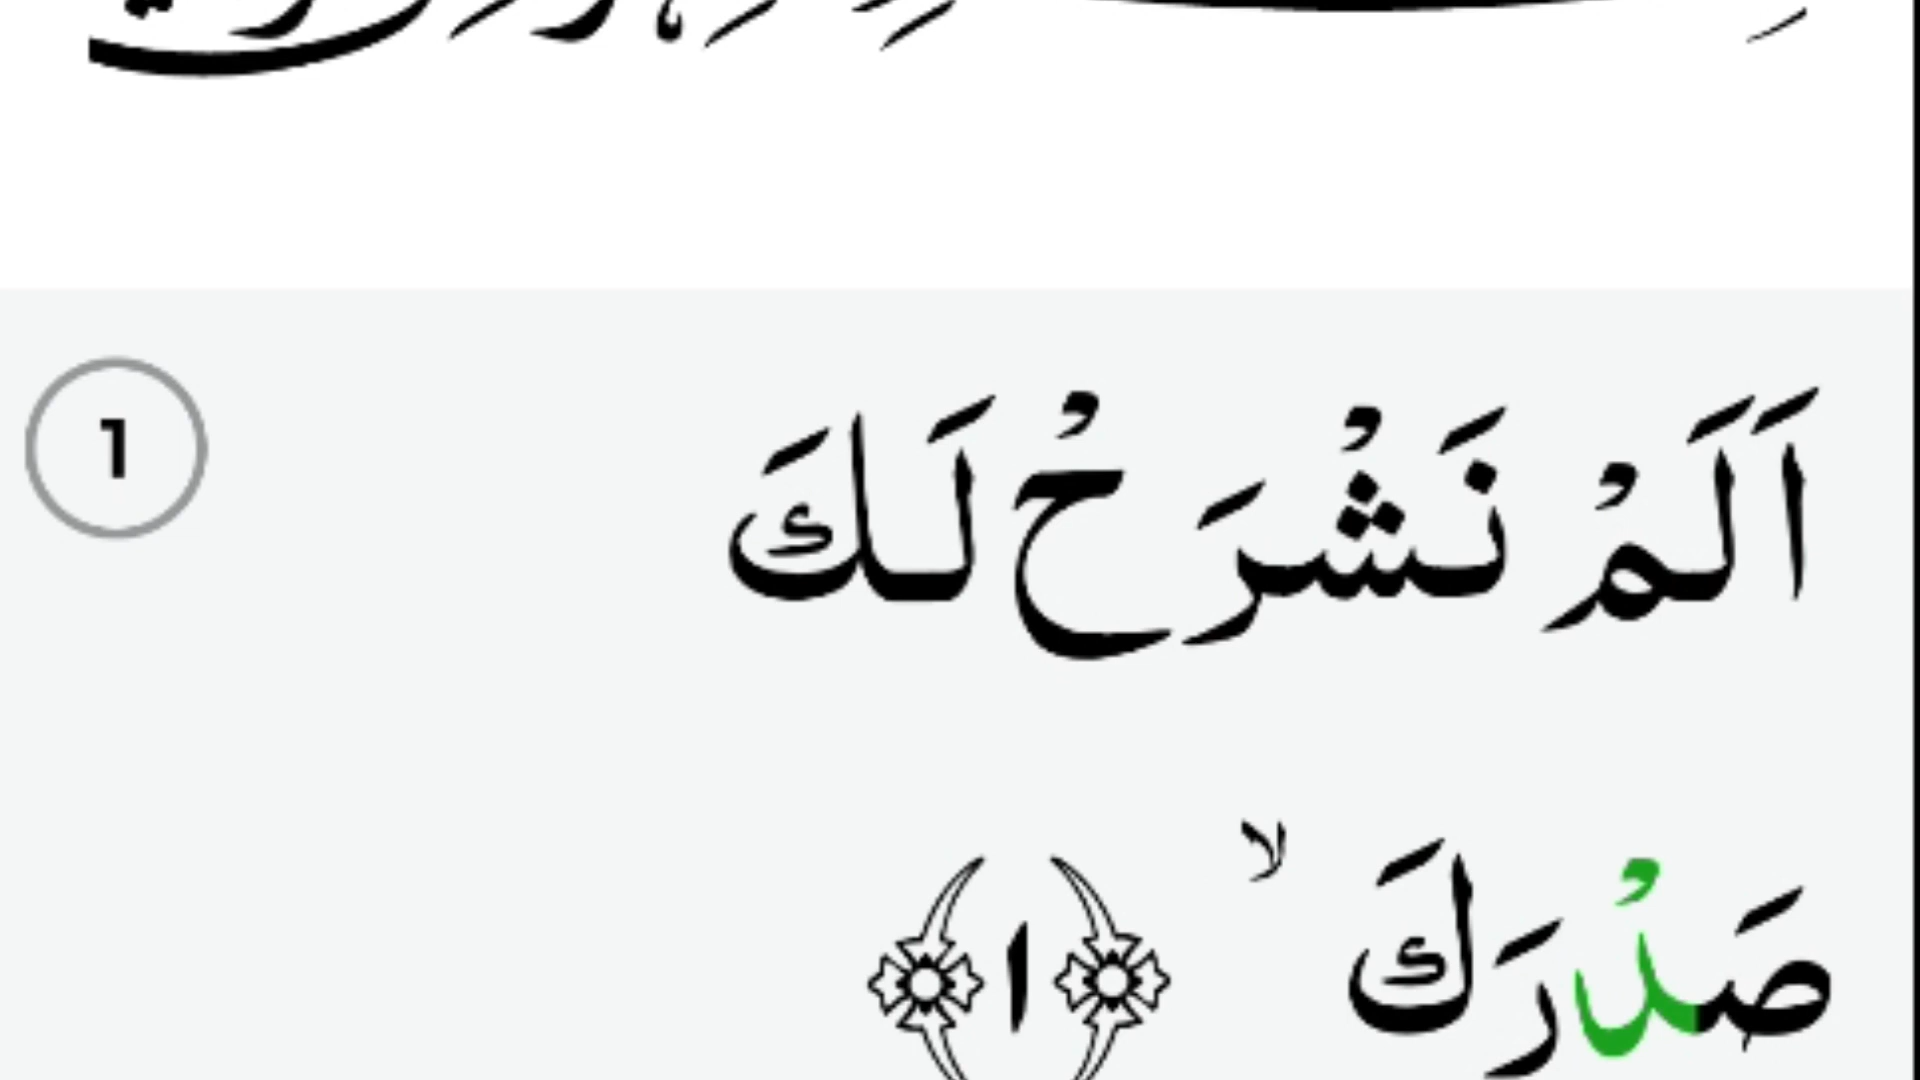 1
اَلَمْ نَشْرَحْ لَكَ
صَدْرَكَ ۙ ﴿١﴾